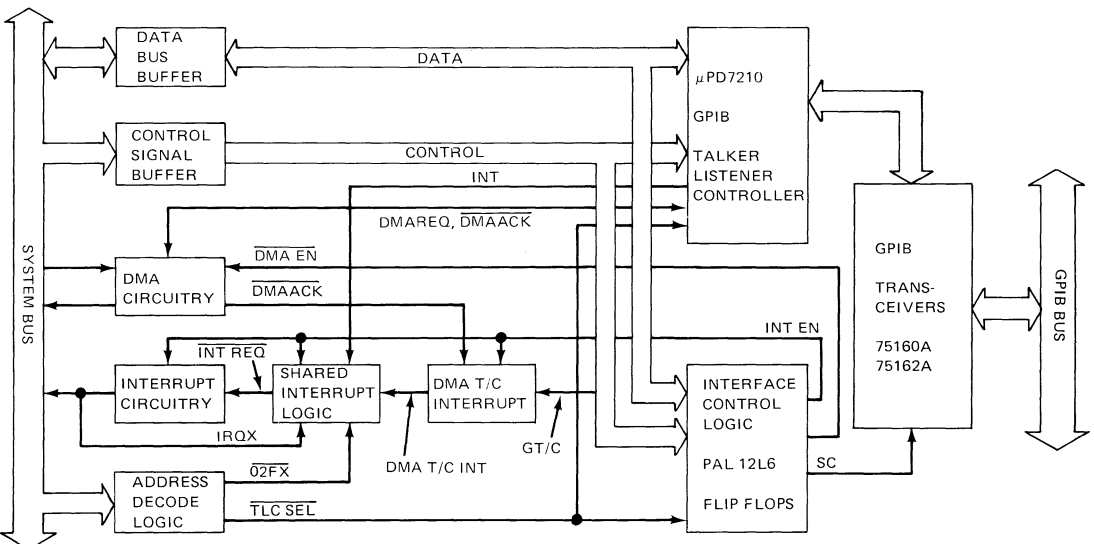 SYSTEM BUS
DATA
BUS
BUFFER
DATA
CONTROL
SIGNAL
BUFFER
CONTROL
INT
DMAREQ, DMAACK
μPD7210
GPIB
TALKER
LISTENER
CONTROLLER
DMA EN
DMA
CIRCUITRY
DMAACK
GPIB
TRANS-
CEIVERS
75160A
75162A
GPIB BUS
INT EN
INT REQ
INTERRUPT
CIRCUITRY
SHARED
INTERRUPT
LOGIC
DMA T/C
INTERRUPT
INTERFACE
CONTROL
LOGIC
PAL 12L6
FLIP FLOPS
IRQX
DMA T/C INT
GT/C
SC
02FX
ADDRESS
DECODE
LOGIC
TLC SEL